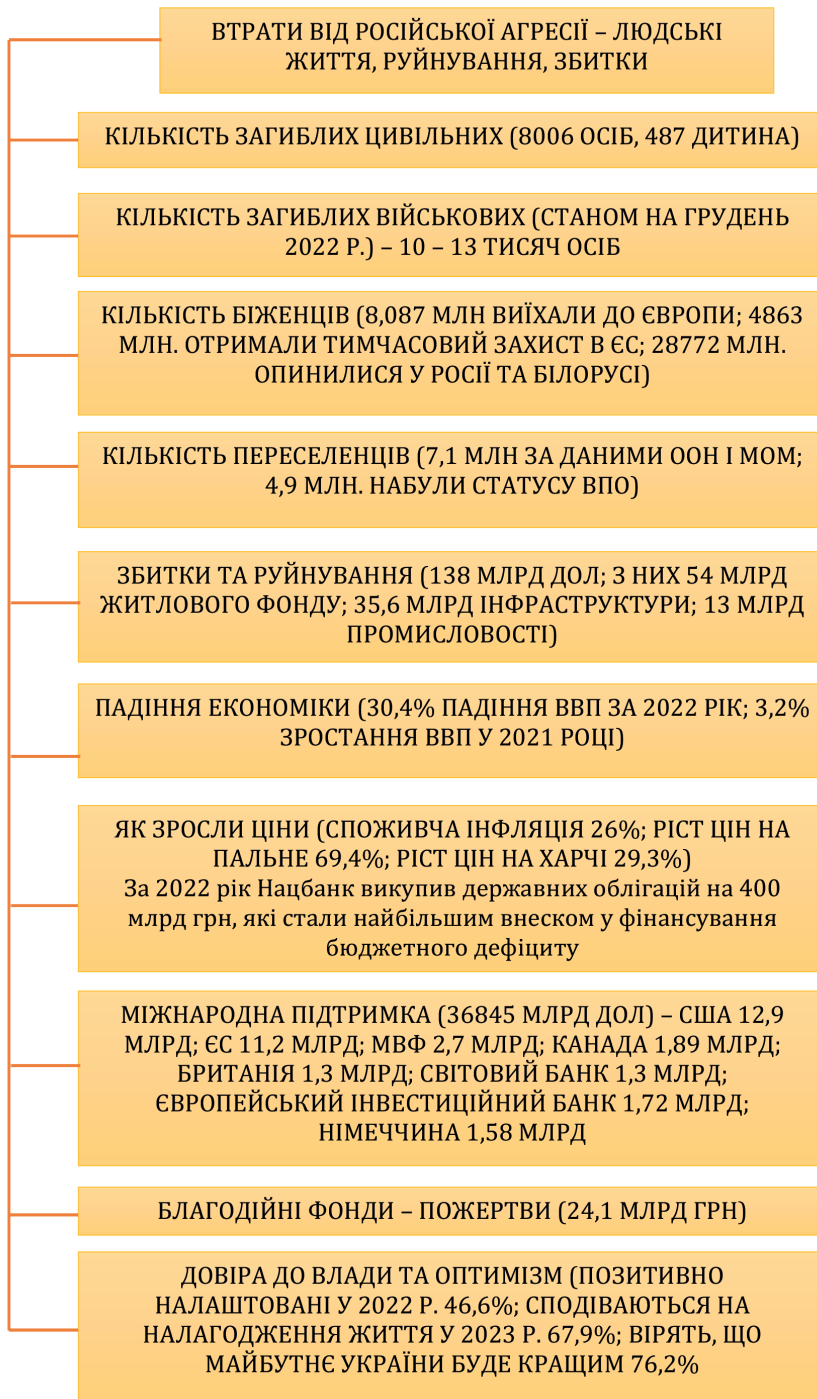 ВТРАТИ ВІД РОСІЙСЬКОЇ АГРЕСІЇ – ЛЮДСЬКІ
ЖИТТЯ, РУЙНУВАННЯ, ЗБИТКИ
КІЛЬКІСТЬ ЗАГИБЛИХ ЦИВІЛЬНИХ (8006 ОСІБ, 487 ДИТИНА)
КІЛЬКІСТЬ ЗАГИБЛИХ ВІЙСЬКОВИХ (СТАНОМ НА ГРУДЕНЬ
2022 Р.) – 10 – 13 ТИСЯЧ ОСІБ
КІЛЬКІСТЬ БІЖЕНЦІВ (8,087 МЛН ВИЇХАЛИ ДО ЄВРОПИ; 4863
МЛН. ОТРИМАЛИ ТИМЧАСОВИЙ ЗАХИСТ В ЄС; 28772 МЛН.
ОПИНИЛИСЯ У РОСІЇ ТА БІЛОРУСІ)
КІЛЬКІСТЬ ПЕРЕСЕЛЕНЦІВ (7,1 МЛН ЗА ДАНИМИ ООН І МОМ;
4,9 МЛН. НАБУЛИ СТАТУСУ ВПО)
ЗБИТКИ ТА РУЙНУВАННЯ (138 МЛРД ДОЛ; З НИХ 54 МЛРД
ЖИТЛОВОГО ФОНДУ; 35,6 МЛРД ІНФРАСТРУКТУРИ; 13 МЛРД
ПРОМИСЛОВОСТІ)
ПАДІННЯ ЕКОНОМІКИ (30,4% ПАДІННЯ ВВП ЗА 2022 РІК; 3,2%
ЗРОСТАННЯ ВВП У 2021 РОЦІ)
ЯК ЗРОСЛИ ЦІНИ (СПОЖИВЧА ІНФЛЯЦІЯ 26%; РІСТ ЦІН НА
ПАЛЬНЕ 69,4%; РІСТ ЦІН НА ХАРЧІ 29,3%)
За 2022 рік Нацбанк викупив державних облігацій на 400
млрд грн, які стали найбільшим внеском у фінансування
бюджетного дефіциту
МІЖНАРОДНА ПІДТРИМКА (36845 МЛРД ДОЛ) – США 12,9
МЛРД; ЄС 11,2 МЛРД; МВФ 2,7 МЛРД; КАНАДА 1,89 МЛРД;
БРИТАНІЯ 1,3 МЛРД; СВІТОВИЙ БАНК 1,3 МЛРД;
ЄВРОПЕЙСЬКИЙ ІНВЕСТИЦІЙНИЙ БАНК 1,72 МЛРД;
НІМЕЧЧИНА 1,58 МЛРД
БЛАГОДІЙНІ ФОНДИ – ПОЖЕРТВИ (24,1 МЛРД ГРН)
ДОВІРА ДО ВЛАДИ ТА ОПТИМІЗМ (ПОЗИТИВНО
НАЛАШТОВАНІ У 2022 Р. 46,6%; СПОДІВАЮТЬСЯ НА
НАЛАГОДЖЕННЯ ЖИТТЯ У 2023 Р. 67,9%; ВІРЯТЬ, ЩО
МАЙБУТНЄ УКРАЇНИ БУДЕ КРАЩИМ 76,2%